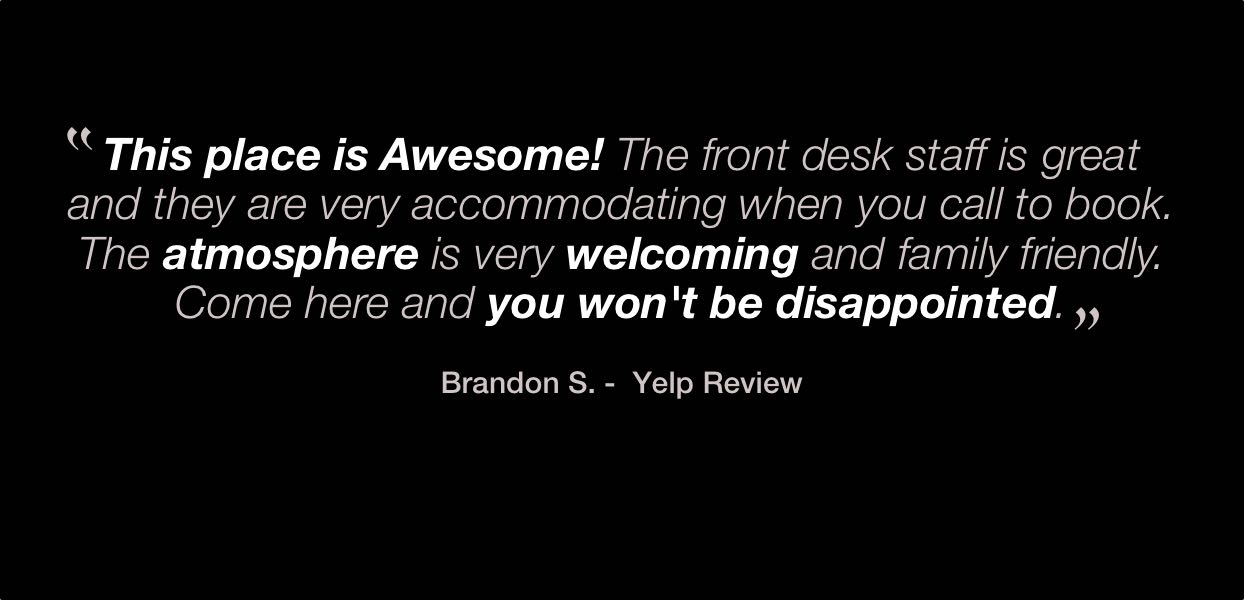 “This place is Awesome! The front desk staff is great
and they are very accommodating when you call to book.
The atmosphere is very welcoming and family friendly.
Come here and you won't be disappointed.”
Brandon S. -  Yelp Review